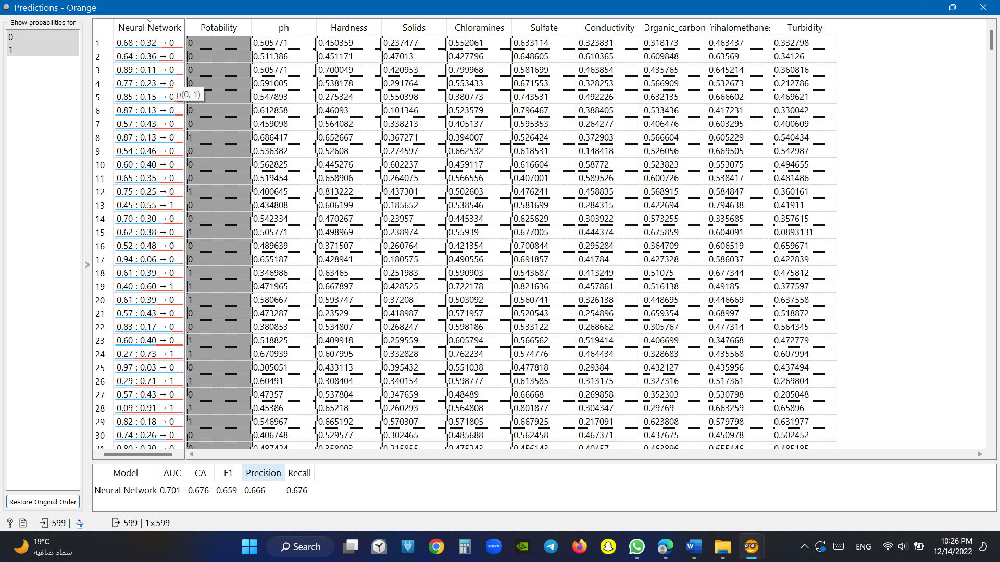 Predictions - Orange
Show probabilities for
0
1
Restore Original Order
Neural Network Potability ph Hardness Solids Chloramines Sulfate Conductivity Organic_carbon Trihalomethanes Turbidity
1 0.68 : 0.32 → 0 0 0.505771 0.450359 0.237477 0.552061 0.633114 0.323831 0.318173 0.463437 0.332798
2 0.64 : 0.36 → 0 0 0.511386 0.451171 0.47013 0.427796 0.648605 0.610365 0.609848 0.63569 0.34126
3 0.89 : 0.11 → 0 0 0.505771 0.700049 0.420953 0.799968 0.581699 0.463854 0.435765 0.645214 0.360816
4 0.77 : 0.23 → 0 0 0.591005 0.538178 0.291764 0.553433 0.671553 0.328253 0.566909 0.532673 0.212786
5 0.85 : 0.15 → 0 p(0, 1) 0.547893 0.275324 0.550398 0.380773 0.743531 0.492226 0.632135 0.666602 0.469621
6 0.87 : 0.13 → 0 0 0.612858 0.46093 0.101346 0.523579 0.796467 0.388405 0.533436 0.417231 0.330042
7 0.57 : 0.43 → 0 0 0.459098 0.564082 0.338213 0.405137 0.595353 0.264277 0.406476 0.603295 0.400609
8 0.87 : 0.13 → 0 1 0.686417 0.652667 0.367271 0.394007 0.526424 0.372903 0.566604 0.605229 0.540434
9 0.54 : 0.46 → 0 0 0.536382 0.52608 0.274597 0.662532 0.618531 0.148418 0.526056 0.669505 0.542987
10 0.60 : 0.40 → 0 0 0.562825 0.445276 0.602237 0.459117 0.616604 0.58772 0.523823 0.553075 0.494655
11 0.65 : 0.35 → 0 0 0.519454 0.658906 0.264075 0.566556 0.407001 0.589526 0.600726 0.538417 0.481486
12 0.75 : 0.25 → 0 1 0.400645 0.813222 0.437301 0.502603 0.476241 0.458835 0.568915 0.584847 0.360161
13 0.45 : 0.55 → 1 0 0.434808 0.606199 0.185652 0.538546 0.581699 0.284315 0.422694 0.794638 0.41911
14 0.70 : 0.30 → 0 0 0.542334 0.470267 0.23957 0.445334 0.625629 0.303922 0.573255 0.335685 0.357615
15 0.62 : 0.38 → 0 1 0.505771 0.498969 0.238974 0.55939 0.677005 0.444374 0.675859 0.604091 0.0893131
16 0.52 : 0.48 → 0 0 0.489639 0.371507 0.260764 0.421354 0.700844 0.295284 0.364709 0.606519 0.659671
17 0.94 : 0.06 → 0 0 0.655187 0.428941 0.180575 0.490556 0.691857 0.41784 0.427328 0.586037 0.422839
18 0.61 : 0.39 → 0 1 0.346986 0.63465 0.251983 0.590903 0.543687 0.413249 0.51075 0.677344 0.475812
19 0.40 : 0.60 → 1 1 0.471965 0.667897 0.428525 0.722178 0.821636 0.457861 0.516138 0.49185 0.377597
20 0.61 : 0.39 → 0 1 0.580667 0.593747 0.37208 0.503092 0.560741 0.326138 0.448695 0.446669 0.637558
21 0.57 : 0.43 → 0 0 0.473287 0.23529 0.418987 0.571957 0.520543 0.254896 0.659354 0.68997 0.518872
22 0.83 : 0.17 → 0 0 0.380853 0.534807 0.268247 0.598186 0.533122 0.268662 0.305767 0.477314 0.564345
23 0.60 : 0.40 → 0 1 0.518825 0.409918 0.259559 0.605794 0.566562 0.519414 0.406699 0.347668 0.472779
24 0.27 : 0.73 → 1 1 0.670939 0.607995 0.332828 0.762234 0.574776 0.464434 0.328683 0.435568 0.607994
25 0.97 : 0.03 → 0 0 0.305051 0.433113 0.395432 0.551038 0.477818 0.29384 0.432127 0.435956 0.437494
26 0.29 : 0.71 → 1 1 0.60491 0.308404 0.340154 0.598777 0.613585 0.313175 0.327316 0.517361 0.269804
27 0.57 : 0.43 → 0 0 0.47357 0.537804 0.347659 0.48489 0.66668 0.269858 0.352303 0.530798 0.205048
28 0.09 : 0.91 → 1 1 0.45386 0.65218 0.260293 0.564808 0.801877 0.304347 0.29769 0.663259 0.65896
29 0.82 : 0.18 → 0 1 0.546967 0.665192 0.570307 0.571805 0.667925 0.217091 0.623808 0.579798 0.631977
30 0.74 : 0.26 → 0 0 0.406748 0.529577 0.302465 0.485688 0.562458 0.467371 0.437675 0.450978 0.502452
Model AUC CA F1 Precision Recall
Neural Network 0.701 0.676 0.659 0.666 0.676
? 599 | 599 | 1×599
19°C
سماء صافية
Search
zoom
ENG
10:26 PM
12/14/2022